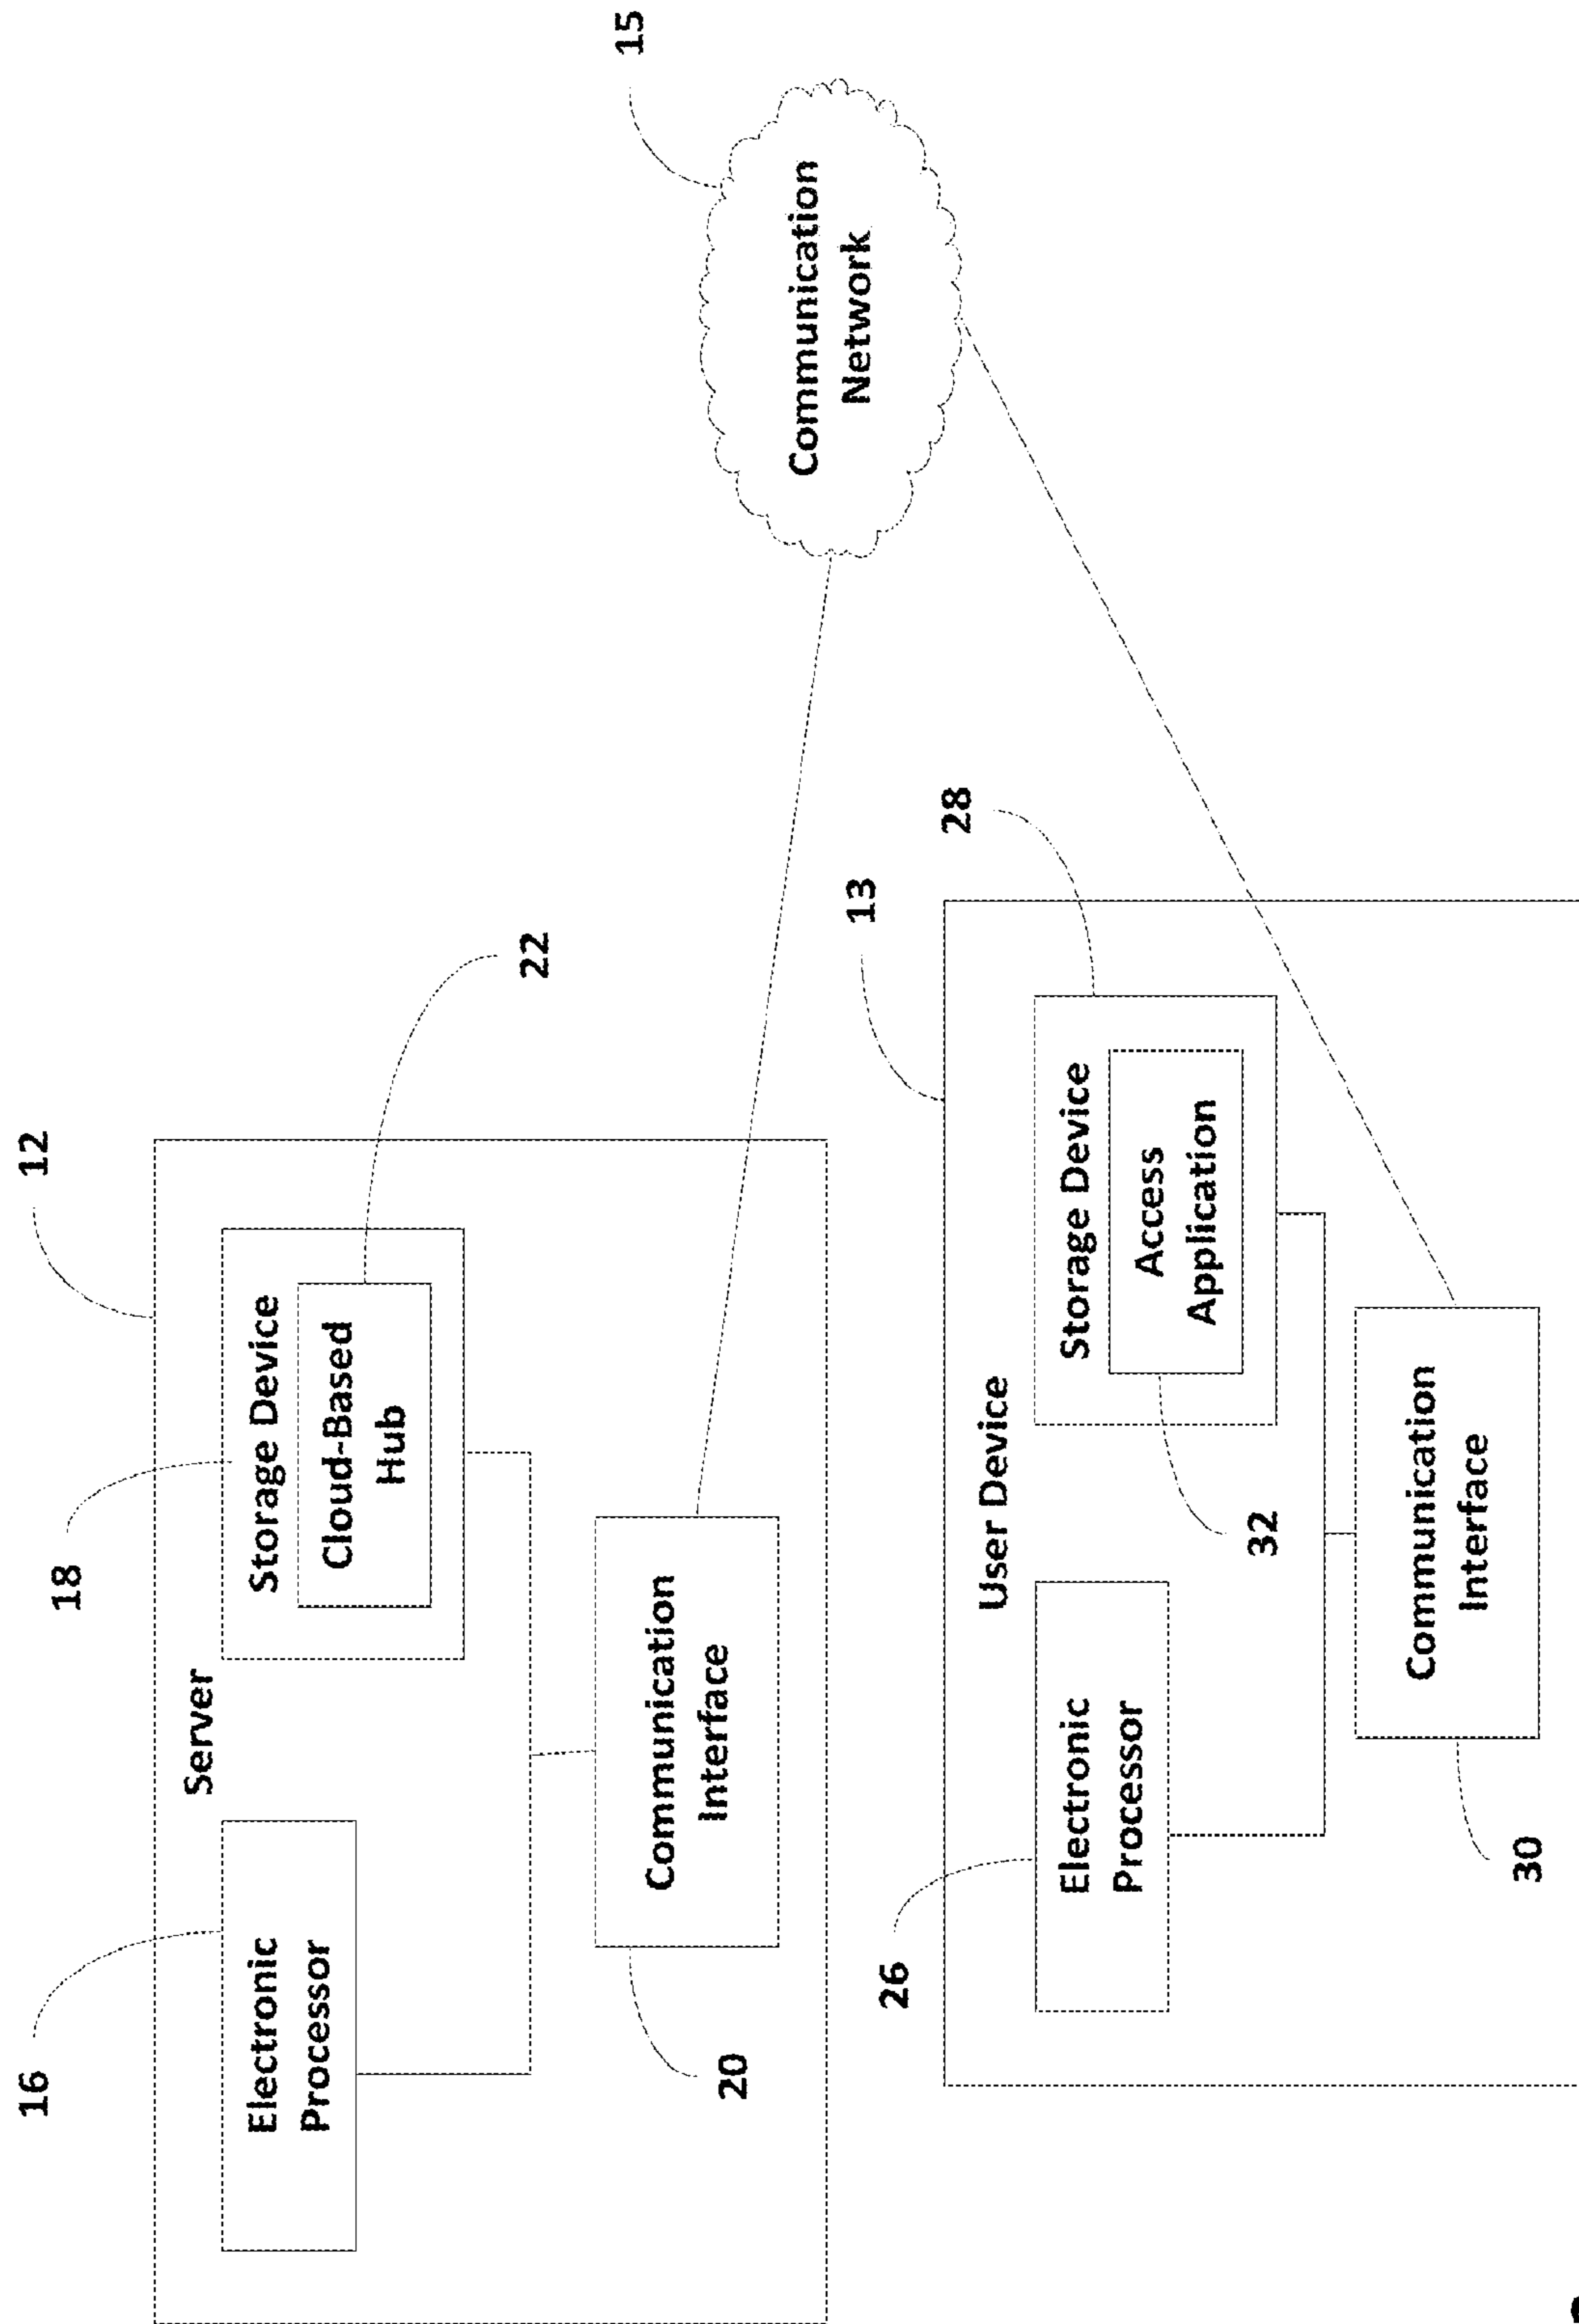 12
16
18
Server
Electronic
Processor
Storage Device
Cloud-Based
Hub
22
Communication
Interface
20
15
Communication
Network
13
28
26
User Device
Electronic
Processor
Storage Device
Access
Application
32
Communication
Interface
30